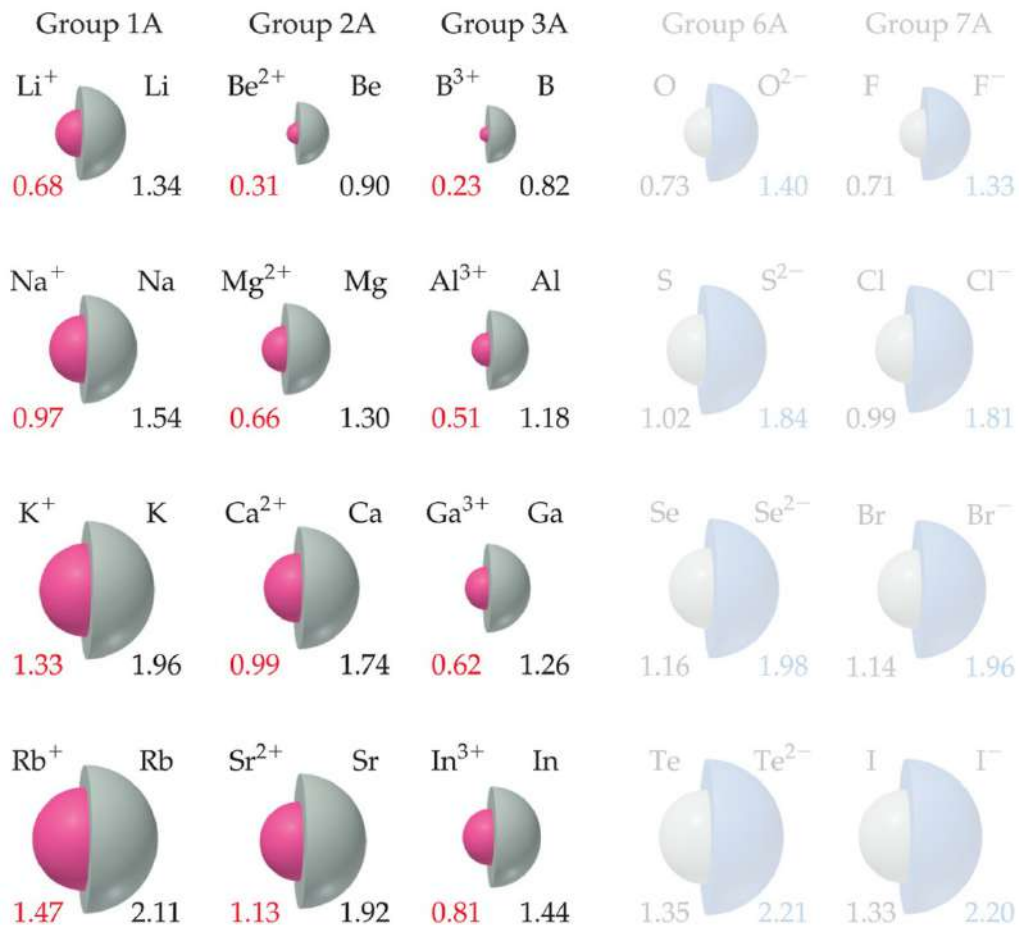 Group 1A Group 2A Group 3A Group 6A Group 7A
Li⁺ Li Be²⁺ Be B³⁺ B O O²⁻ F F⁻
0.68 1.34 0.31 0.90 0.23 0.82 0.73 1.40 0.71 1.33
Na⁺ Na Mg²⁺ Mg Al³⁺ Al S S²⁻ Cl Cl⁻
0.97 1.54 0.66 1.30 0.51 1.18 1.02 1.84 0.99 1.81
K⁺ K Ca²⁺ Ca Ga³⁺ Ga Se Se²⁻ Br Br⁻
1.33 1.96 0.99 1.74 0.62 1.26 1.16 1.98 1.14 1.96
Rb⁺ Rb Sr²⁺ Sr In³⁺ In Te Te²⁻ I I⁻
1.47 2.11 1.13 1.92 0.81 1.44 1.35 2.21 1.33 2.20